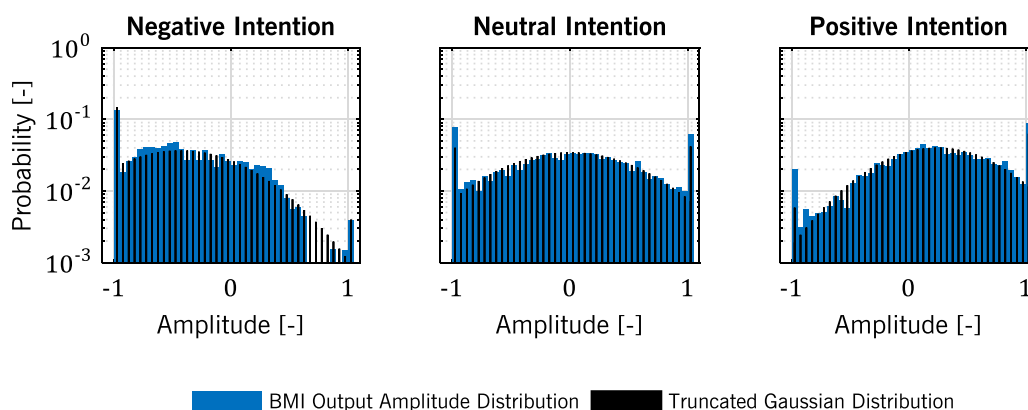 Negative Intention Neutral Intention Positive Intention
10^0
10^-1
10^-2
10^-3
Probability [-]
-1 0 1 -1 0 1 -1 0 1
Amplitude [-] Amplitude [-] Amplitude [-]
BMI Output Amplitude Distribution Truncated Gaussian Distribution